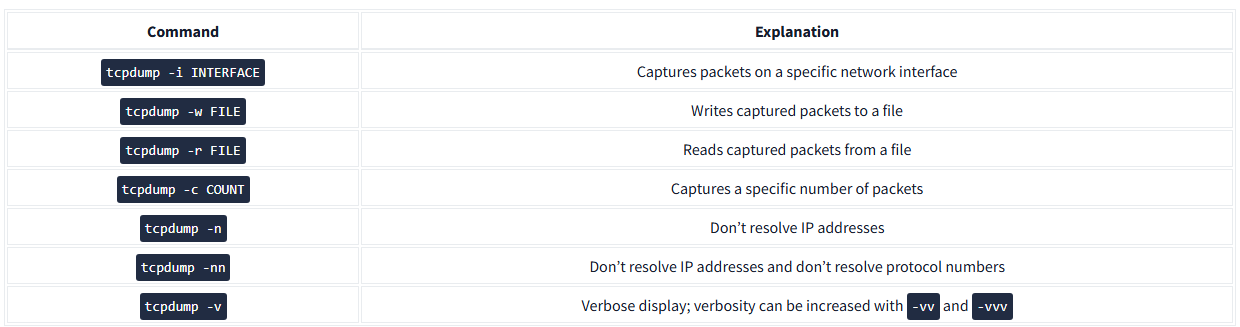 Command Explanation
tcpdump -i INTERFACE Captures packets on a specific network interface
tcpdump -w FILE Writes captured packets to a file
tcpdump -r FILE Reads captured packets from a file
tcpdump -c COUNT Captures a specific number of packets
tcpdump -n Don’t resolve IP addresses
tcpdump -nn Don’t resolve IP addresses and don’t resolve protocol numbers
tcpdump -v Verbose display; verbosity can be increased with -vv and -vvv